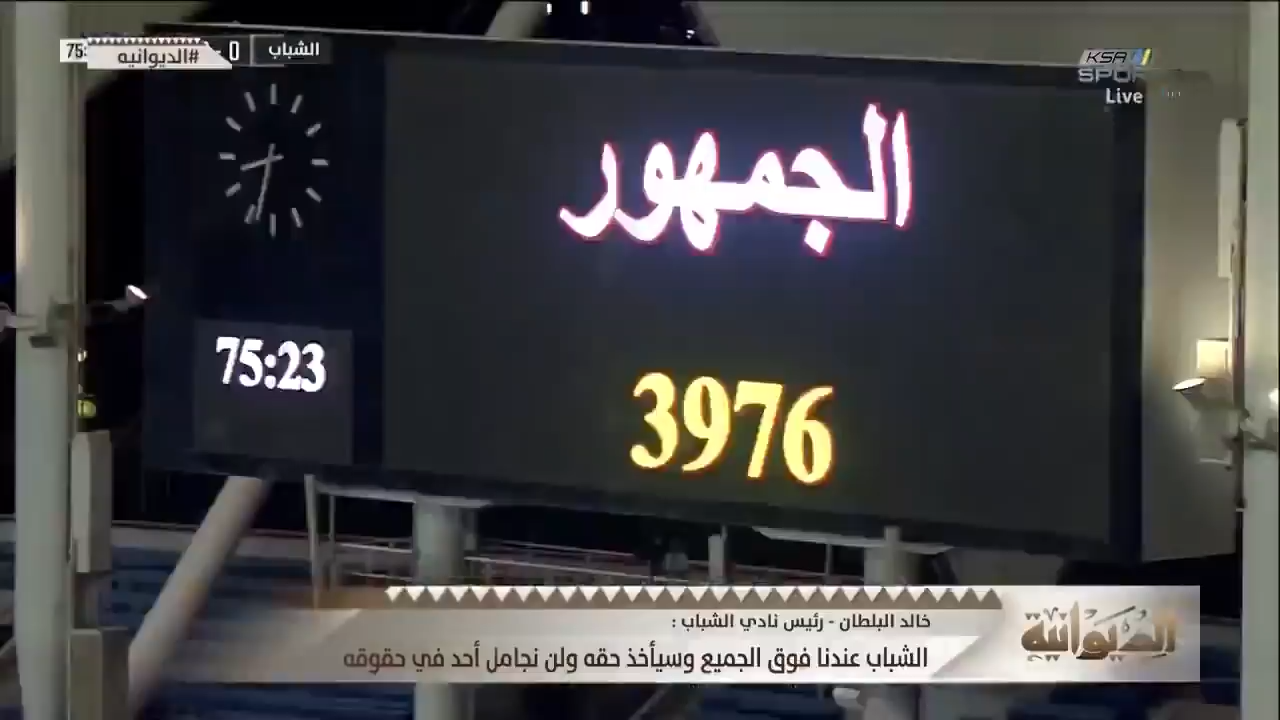 75:
#الديوانيه
0 الشباب
KSA
SPOR
Live
الجمهور
75:23
3976
الديوانية
خالد البلطان - رئيس نادي الشباب :
الشباب عندنا فوق الجميع وسيأخذ حقه ولن نجامل أحد في حقوقه